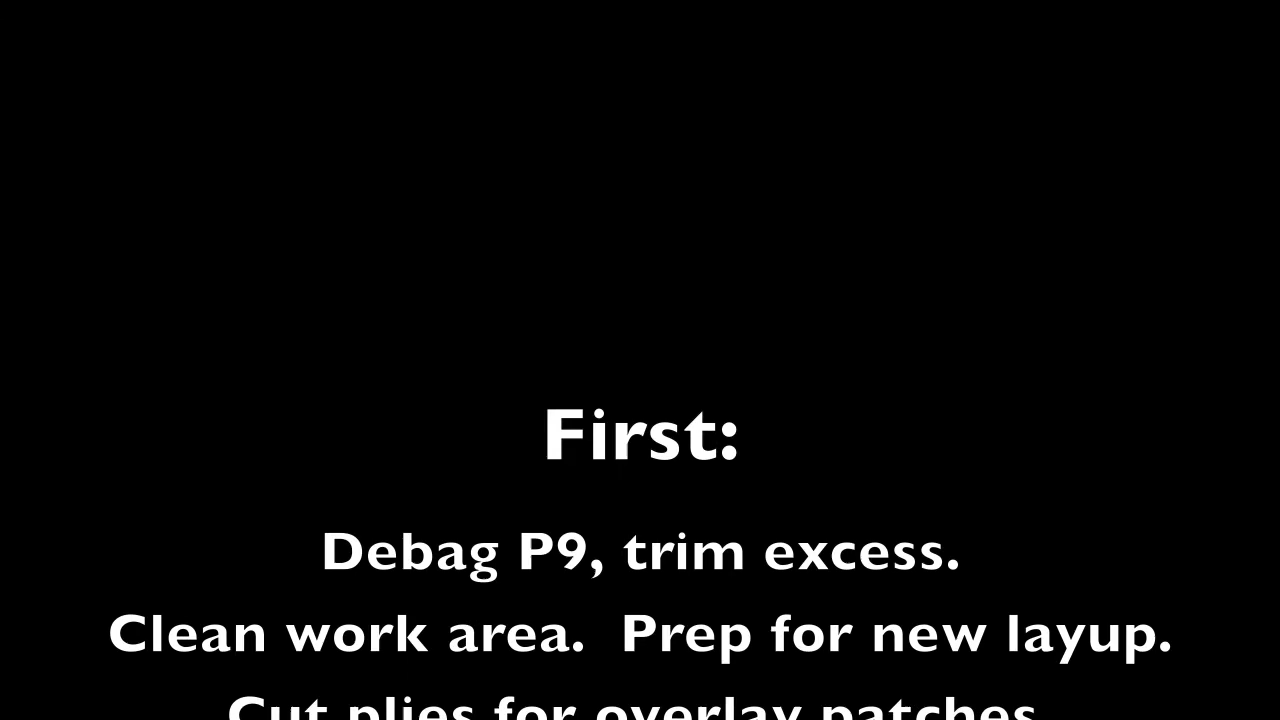 First:
Debag P9, trim excess.
Clean work area.  Prep for new layup.
Cut plies for overlay patches